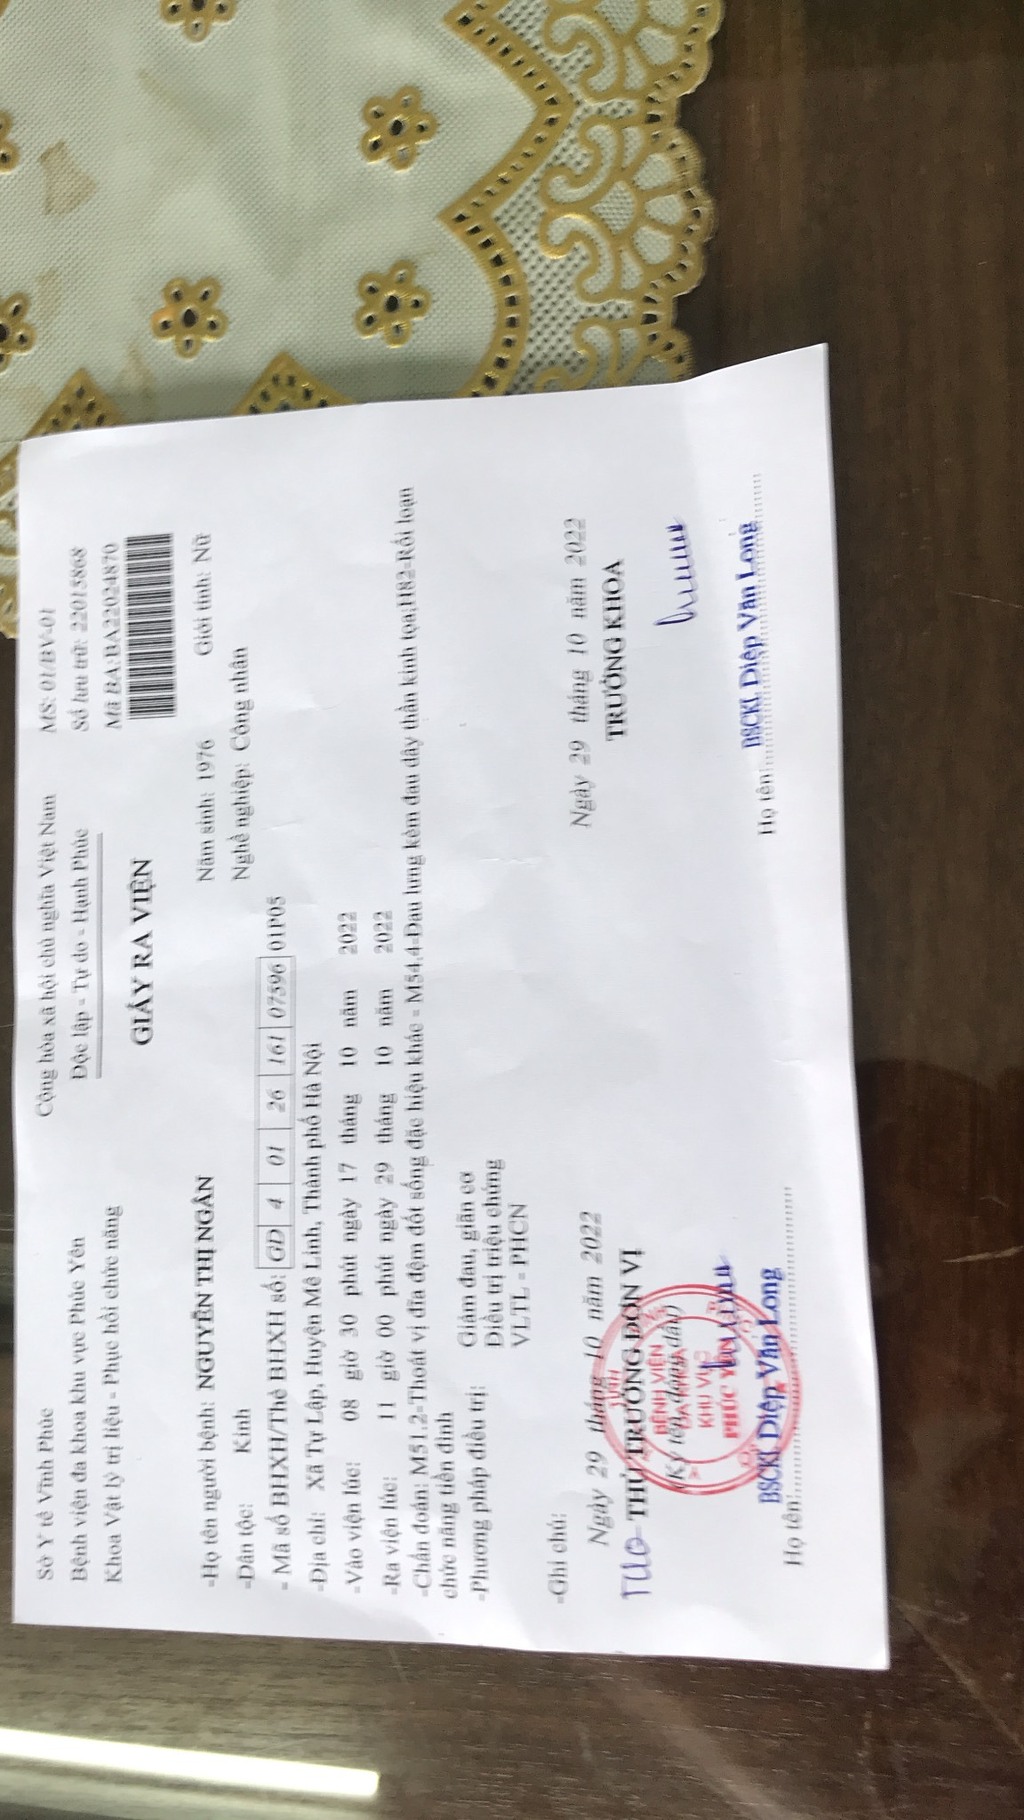 Sở Y tế Vĩnh Phúc
Bệnh viện đa khoa khu vực Phúc Yên
Khoa Vật lý trị liệu - Phục hồi chức năng
Cộng hòa xã hội chủ nghĩa Việt Nam
Độc lập - Tự do - Hạnh Phúc
MS: 01/BV-01
Số lưu trữ: 22015868
Mã BA:BA22024870
GIẤY RA VIỆN
-Họ tên người bệnh: NGUYỄN THỊ NGÂN Năm sinh: 1976 Giới tính: Nữ
-Dân tộc: Kinh Nghề nghiệp: Công nhân
- Mã số BHXH/Thẻ BHXH số: GD 4 01 26 161 07596 01P05
-Địa chỉ: Xã Tự Lập, Huyện Mê Linh, Thành phố Hà Nội
-Vào viện lúc: 08 giờ 30 phút ngày 17 tháng 10 năm 2022
-Ra viện lúc: 11 giờ 00 phút ngày 29 tháng 10 năm 2022
-Chẩn đoán: M51.2-Thoát vị đĩa đệm đốt sống đặc hiệu khác - M54.4-Đau lưng kèm đau dây thần kinh tọa;H82-Rối loạn
chức năng tiền đình
-Phương pháp điều trị: Giảm đau, giãn cơ
Điều trị triệu chứng
VLTL - PHCN
-Ghi chú:
Ngày 29 tháng 10 năm 2022
TUQ THỦ TRƯỞNG ĐƠN VỊ
(Ký tên, đóng dấu)
BỆNH VIỆN
ĐA KHOA
KHU VỰC
PHÚC YÊN
BSCKI. Diệp Văn Long
Họ tên:
Ngày 29 tháng 10 năm 2022
TRƯỞNG KHOA
BSCKI. Diệp Văn Long
Họ tên: